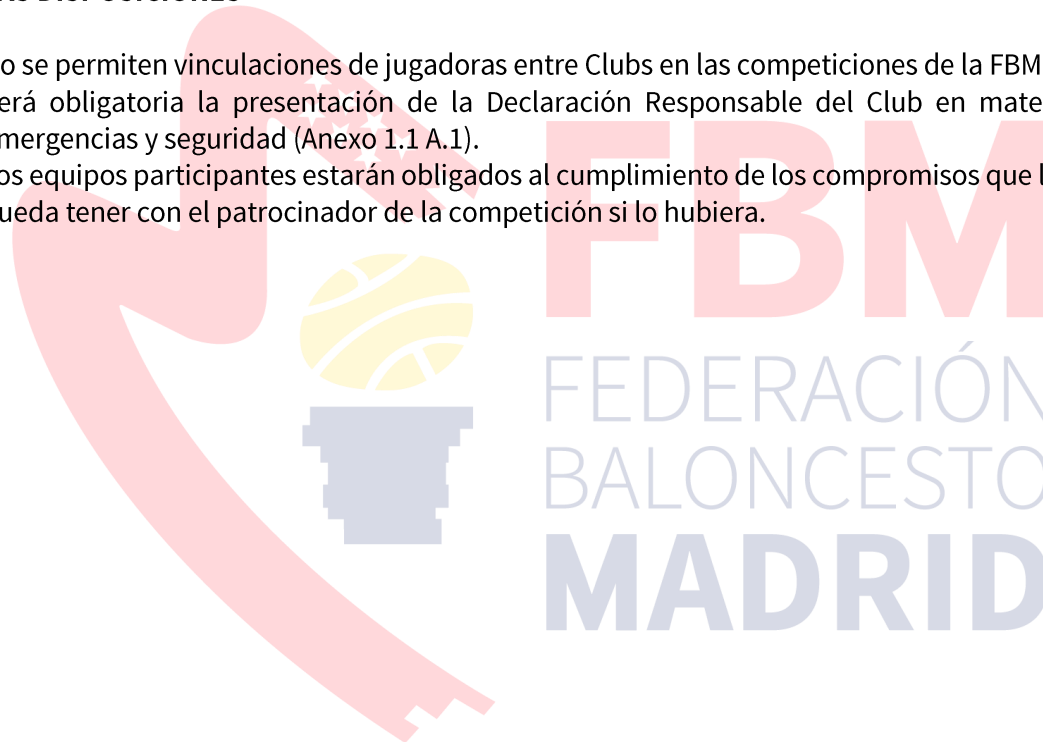 o se permiten vinculaciones de jugadoras entre Clubs en las competiciones de la FBM
erá obligatoria la presentación de la Declaración Responsable del Club en mate
mergencias y seguridad (Anexo 1.1 A.1).
os equipos participantes estarán obligados al cumplimiento de los compromisos que l
ueda tener con el patrocinador de la competición si lo hubiera.
FBM
FEDERACIÓN
BALONCESTO
MADRID